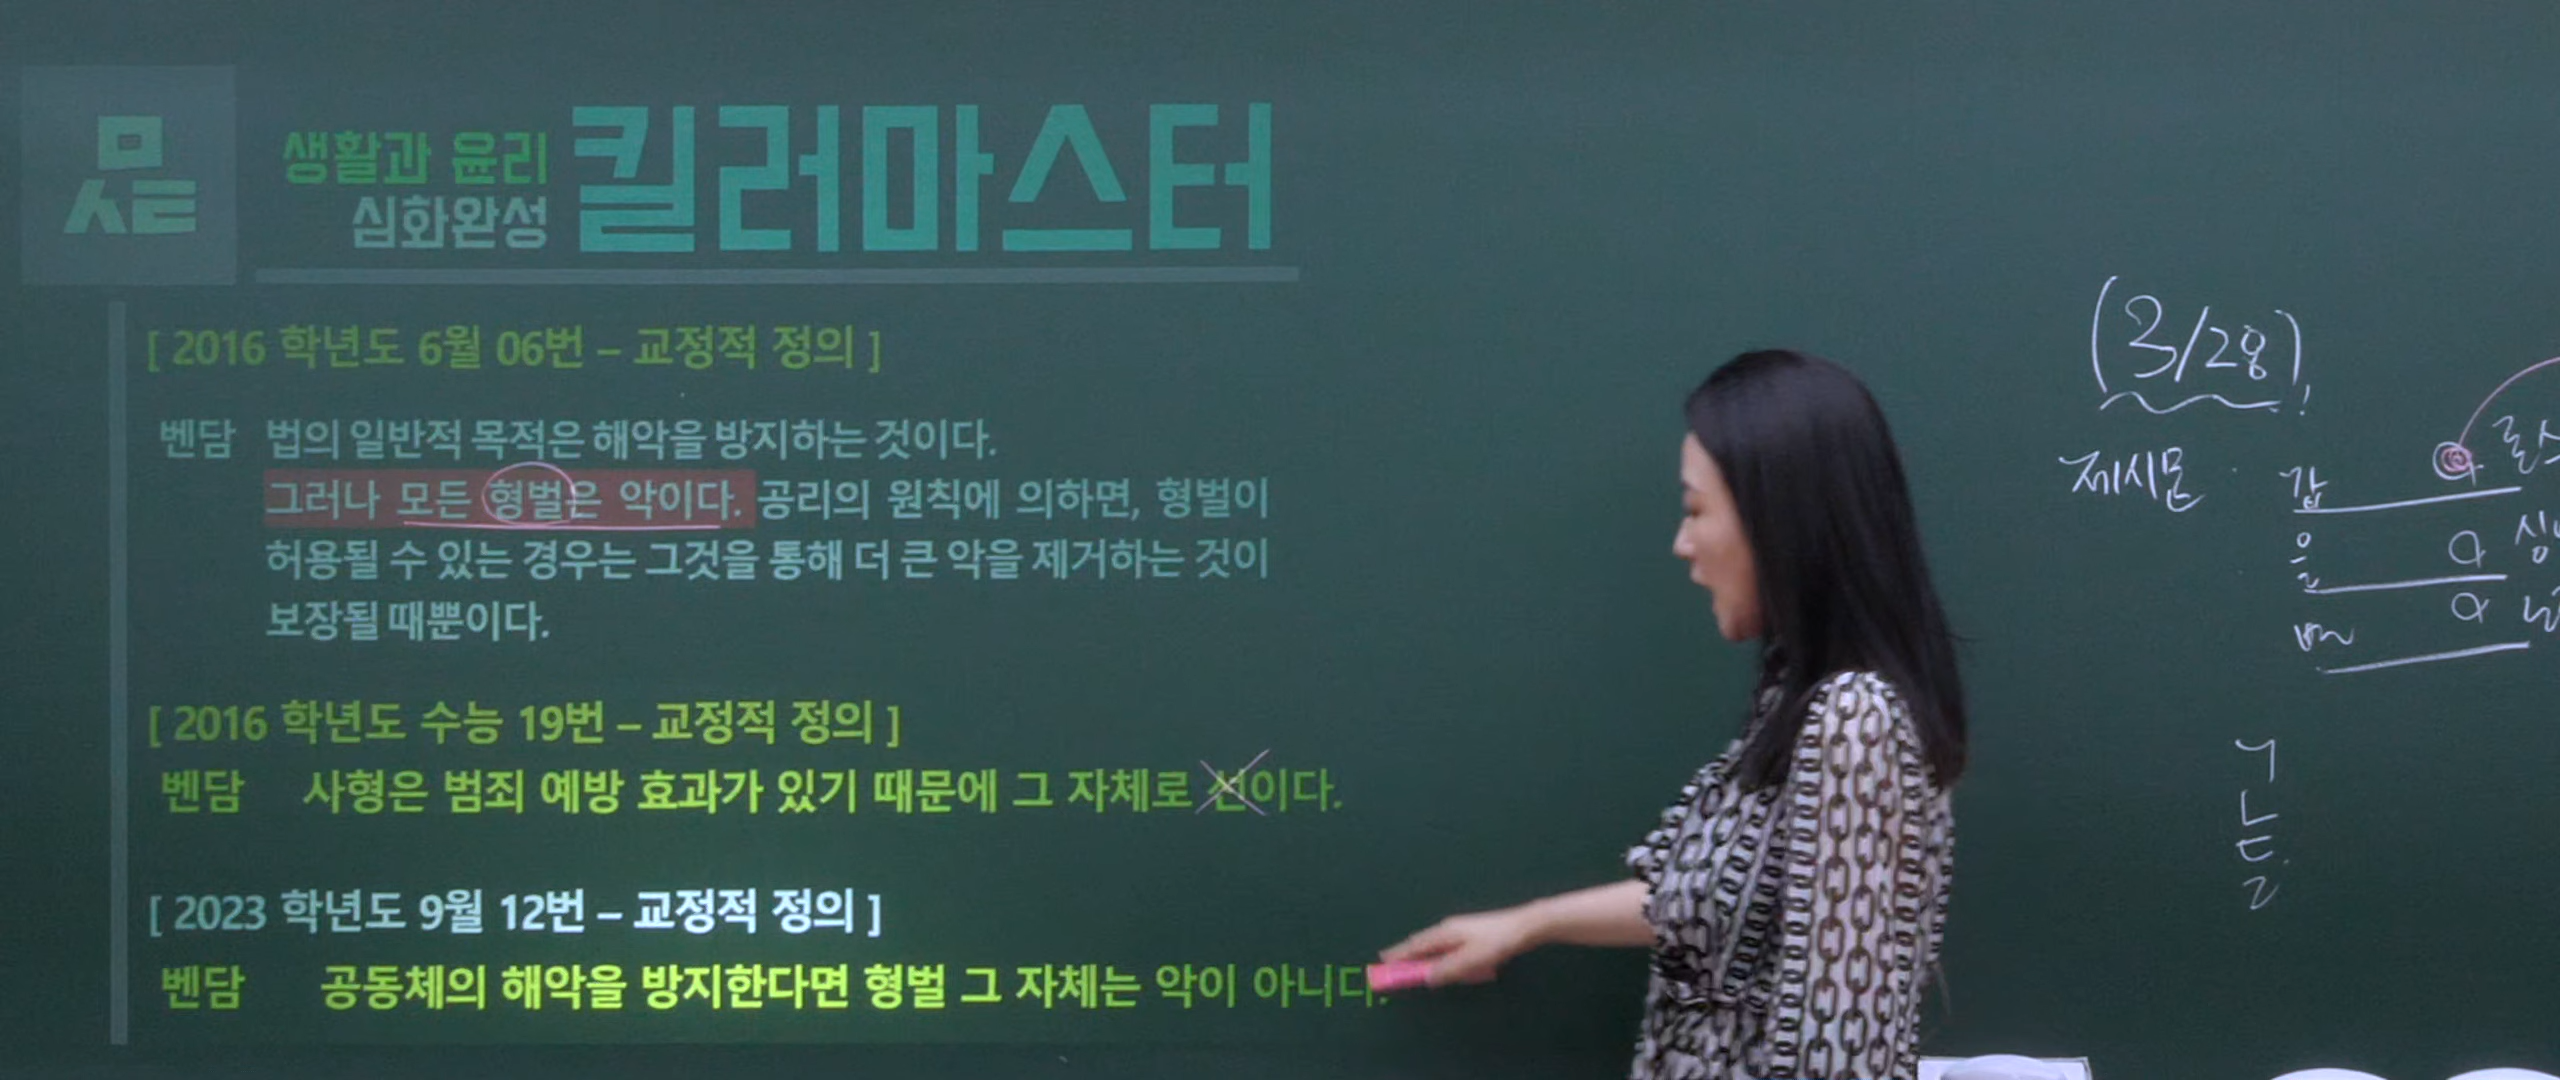 못
생활과 윤리
심화완성
킬러마스터
[ 2016 학년도 6월 06번 – 교정적 정의 ]
벤담 법의 일반적 목적은 해악을 방지하는 것이다.
그러나 모든 형벌은 악이다. 공리의 원칙에 의하면, 형벌이
허용될 수 있는 경우는 그것을 통해 더 큰 악을 제거하는 것이
보장될 때뿐이다.
[ 2016 학년도 수능 19번 – 교정적 정의 ]
벤담 사형은 범죄 예방 효과가 있기 때문에 그 자체로 선이다.
[ 2023 학년도 9월 12번 – 교정적 정의 ]
벤담 공동체의 해악을 방지한다면 형벌 그 자체는 악이 아니다.
(3/28)!
제시문
갑 a 롤스
을 a 싱
병 a
ㄱ
ㄴ
ㄷ.
ㄹ